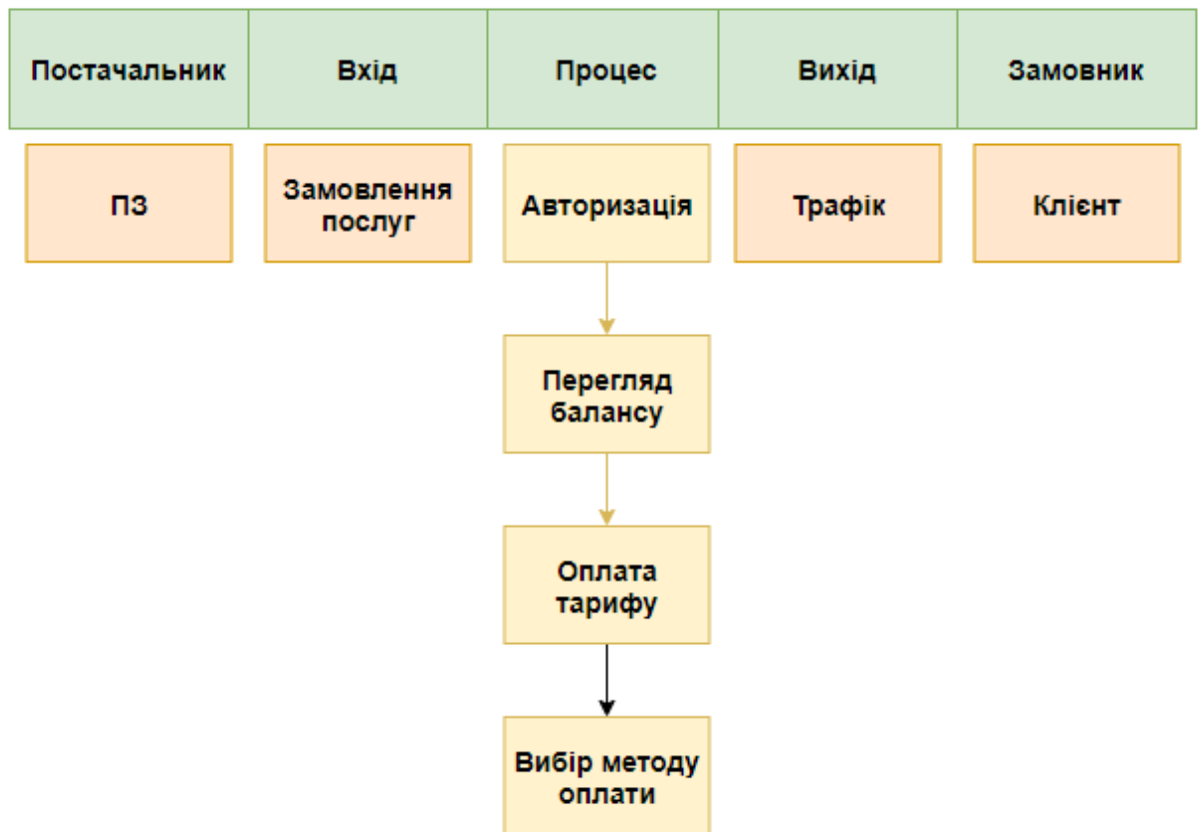 Постачальник
Вхід
Процес
Вихід
Замовник
ПЗ
Замовлення
послуг
Авторизація
Трафік
Клієнт
Перегляд
балансу
Оплата
тарифу
Вибір методу
оплати